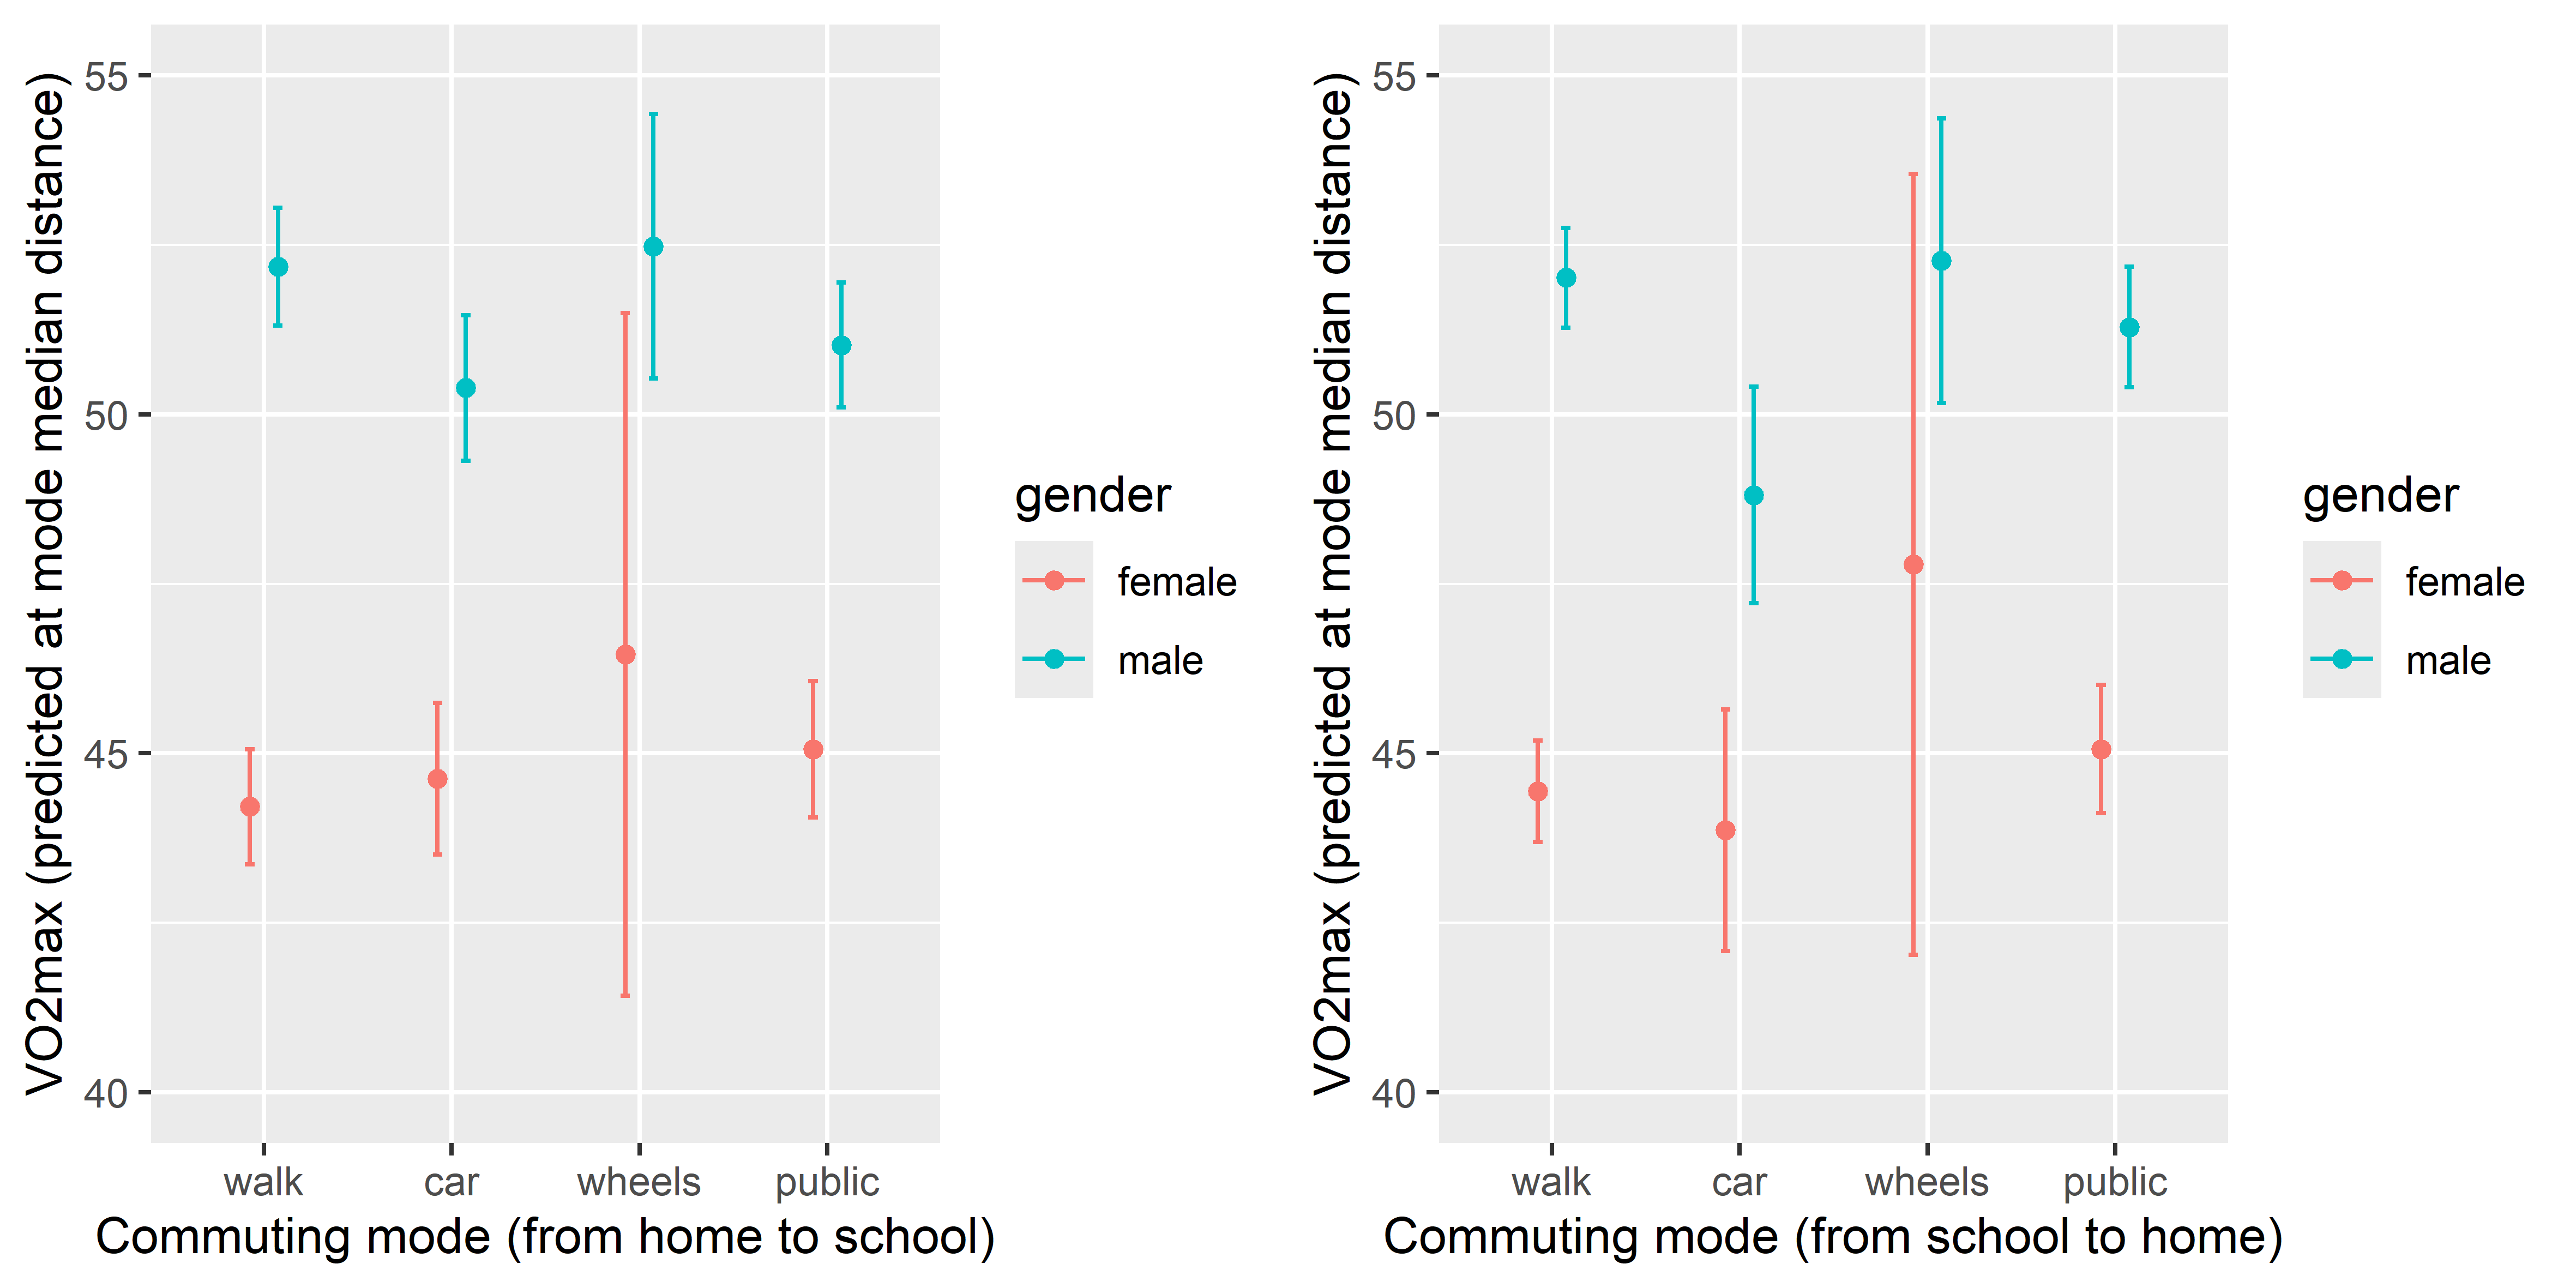 VO2max (predicted at mode median distance)
55
50
45
40
walk car wheels public
Commuting mode (from home to school)
gender
female
male
VO2max (predicted at mode median distance)
55
50
45
40
walk car wheels public
Commuting mode (from school to home)
gender
female
male